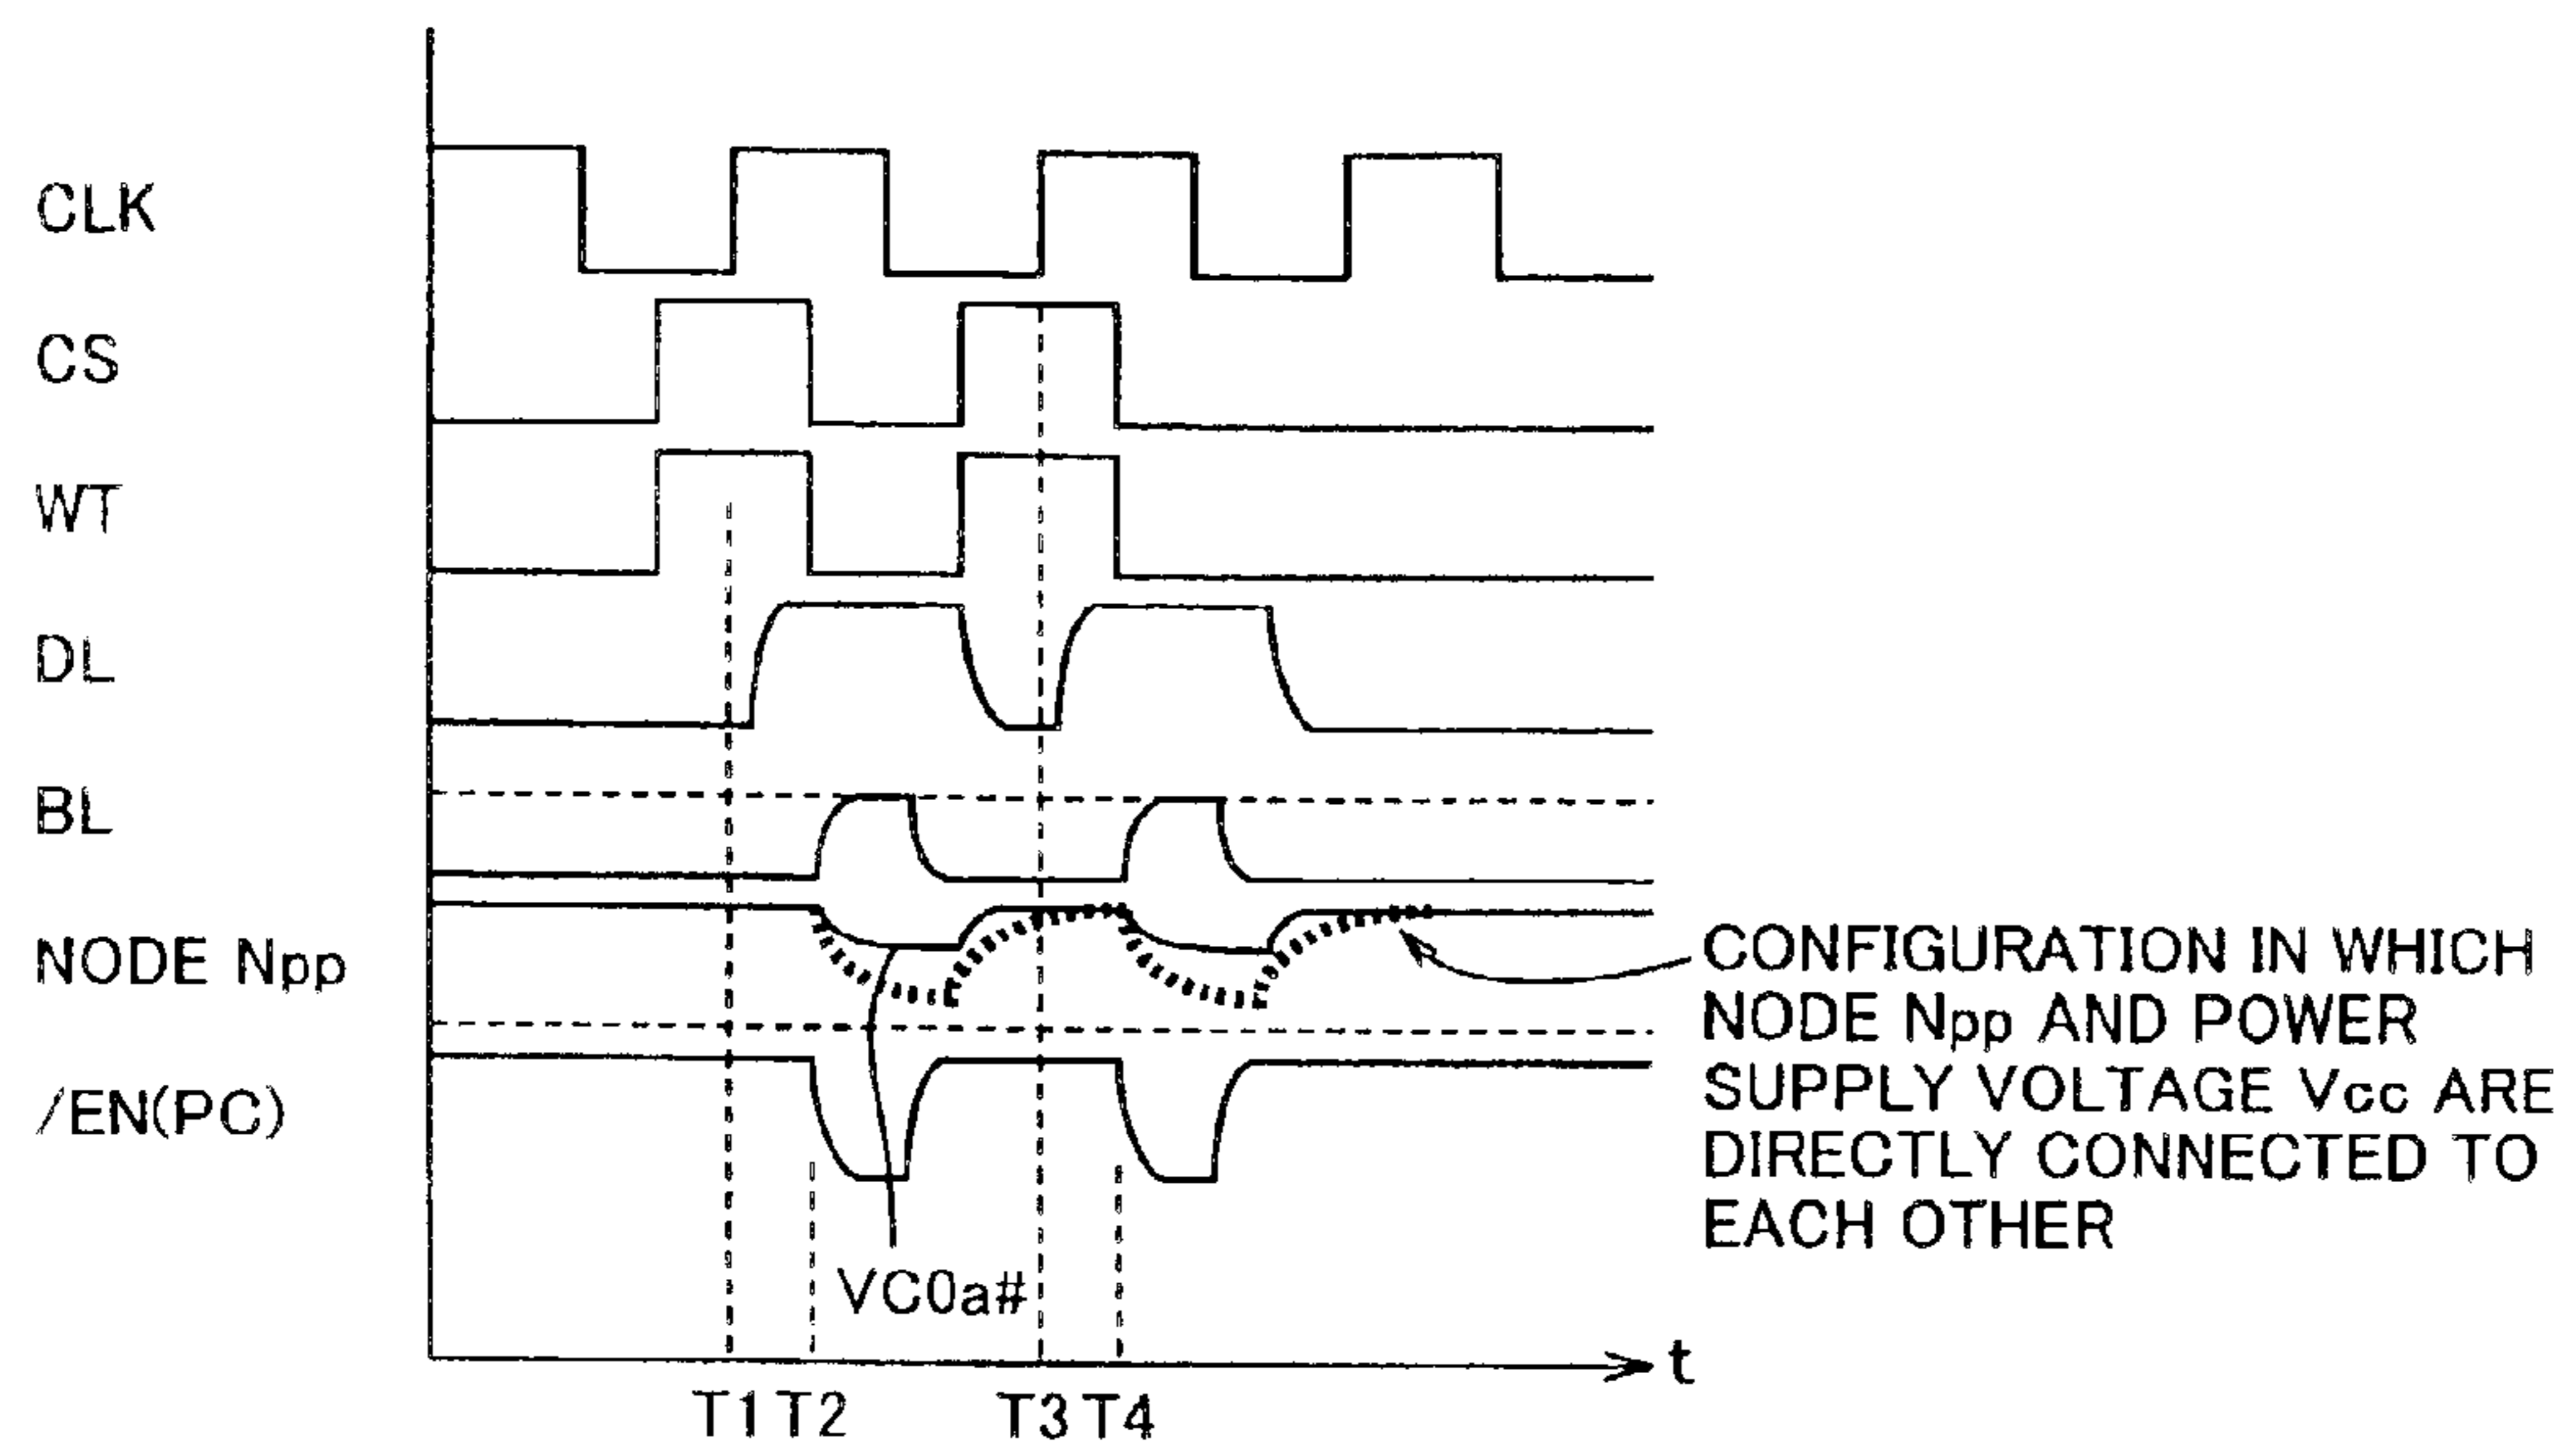 CLK
CS
WT
DL
BL
NODE Npp
/EN(PC)
CONFIGURATION IN WHICH
NODE Npp AND POWER
SUPPLY VOLTAGE Vcc ARE
DIRECTLY CONNECTED TO
EACH OTHER
VC0a#
t
T1 T2 T3 T4